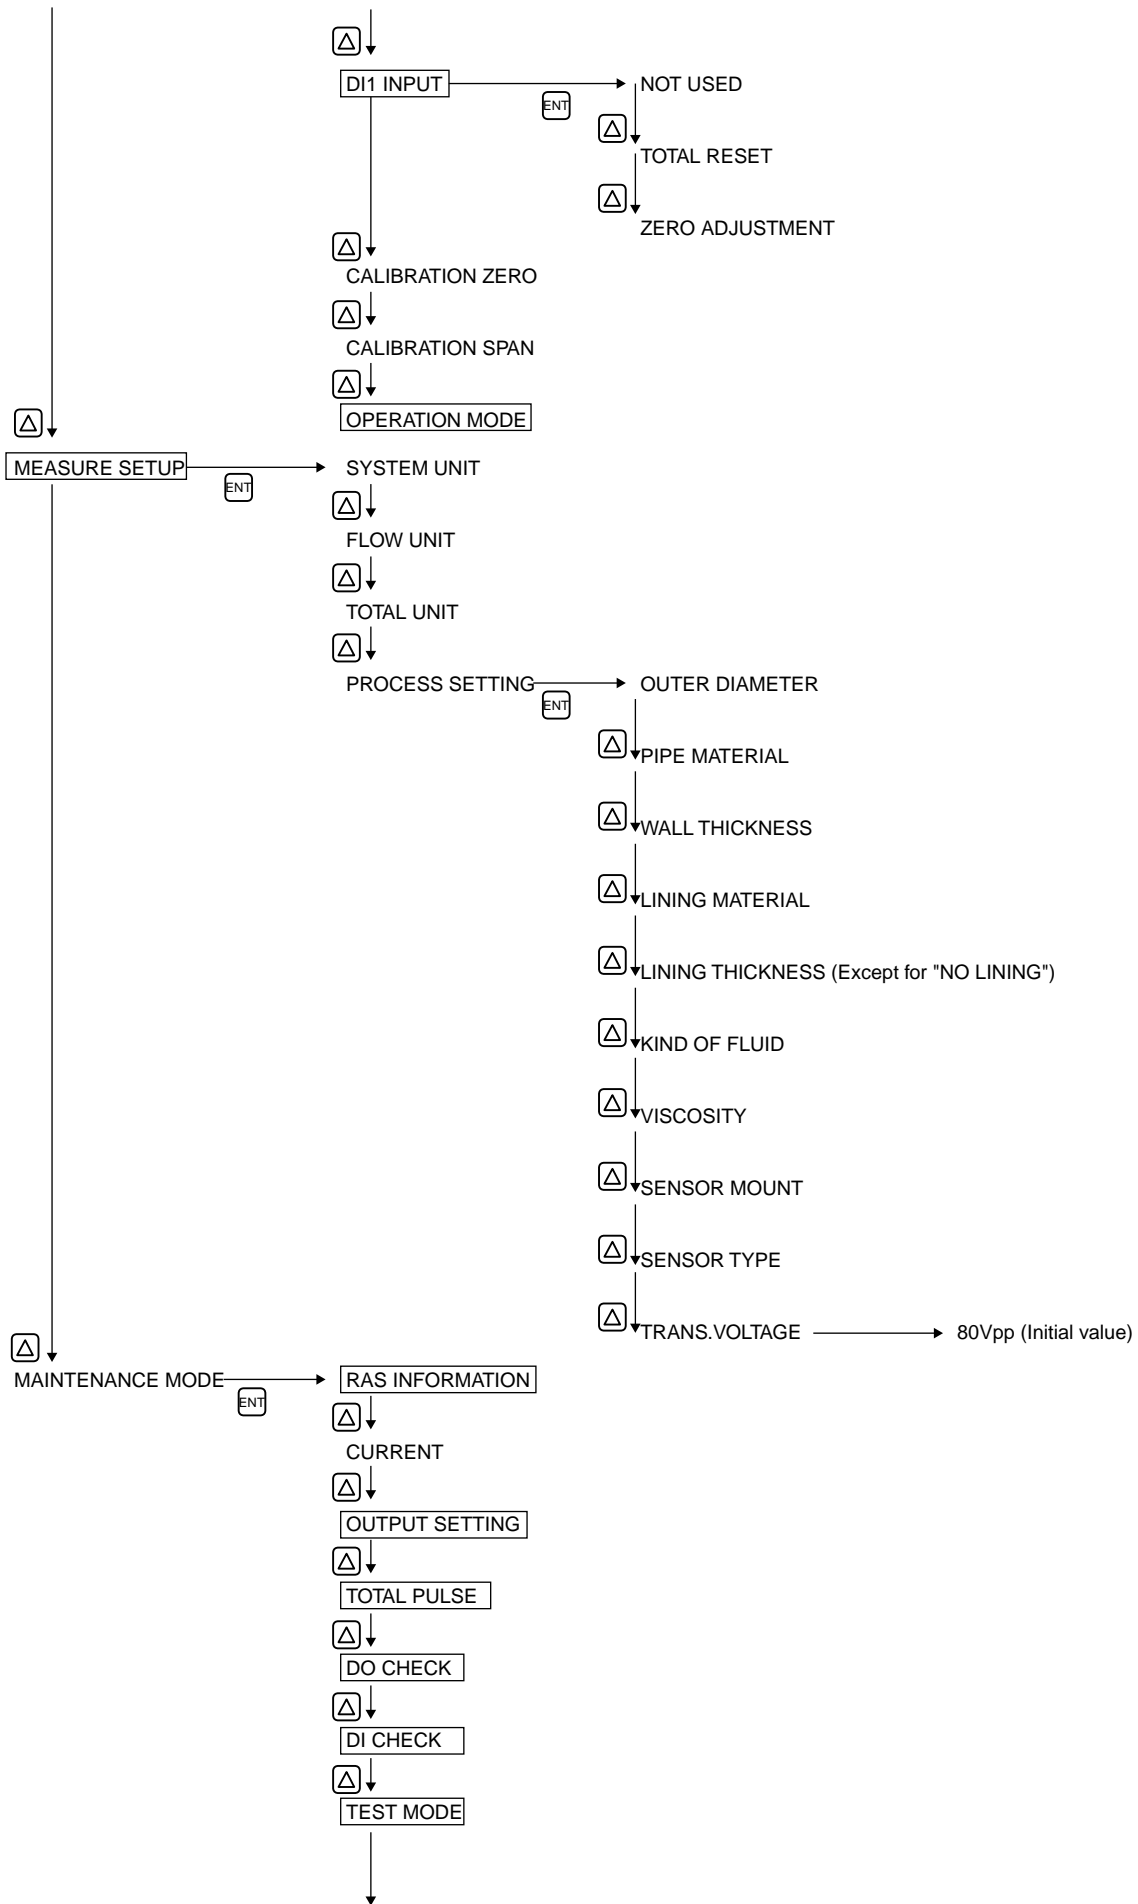 DI1 INPUT
ENT
NOT USED
TOTAL RESET
ZERO ADJUSTMENT
CALIBRATION ZERO
CALIBRATION SPAN
OPERATION MODE
MEASURE SETUP
ENT
SYSTEM UNIT
FLOW UNIT
TOTAL UNIT
PROCESS SETTING
ENT
OUTER DIAMETER
PIPE MATERIAL
WALL THICKNESS
LINING MATERIAL
LINING THICKNESS (Except for "NO LINING")
KIND OF FLUID
VISCOSITY
SENSOR MOUNT
SENSOR TYPE
TRANS.VOLTAGE
80Vpp (Initial value)
MAINTENANCE MODE
ENT
RAS INFORMATION
CURRENT
OUTPUT SETTING
TOTAL PULSE
DO CHECK
DI CHECK
TEST MODE